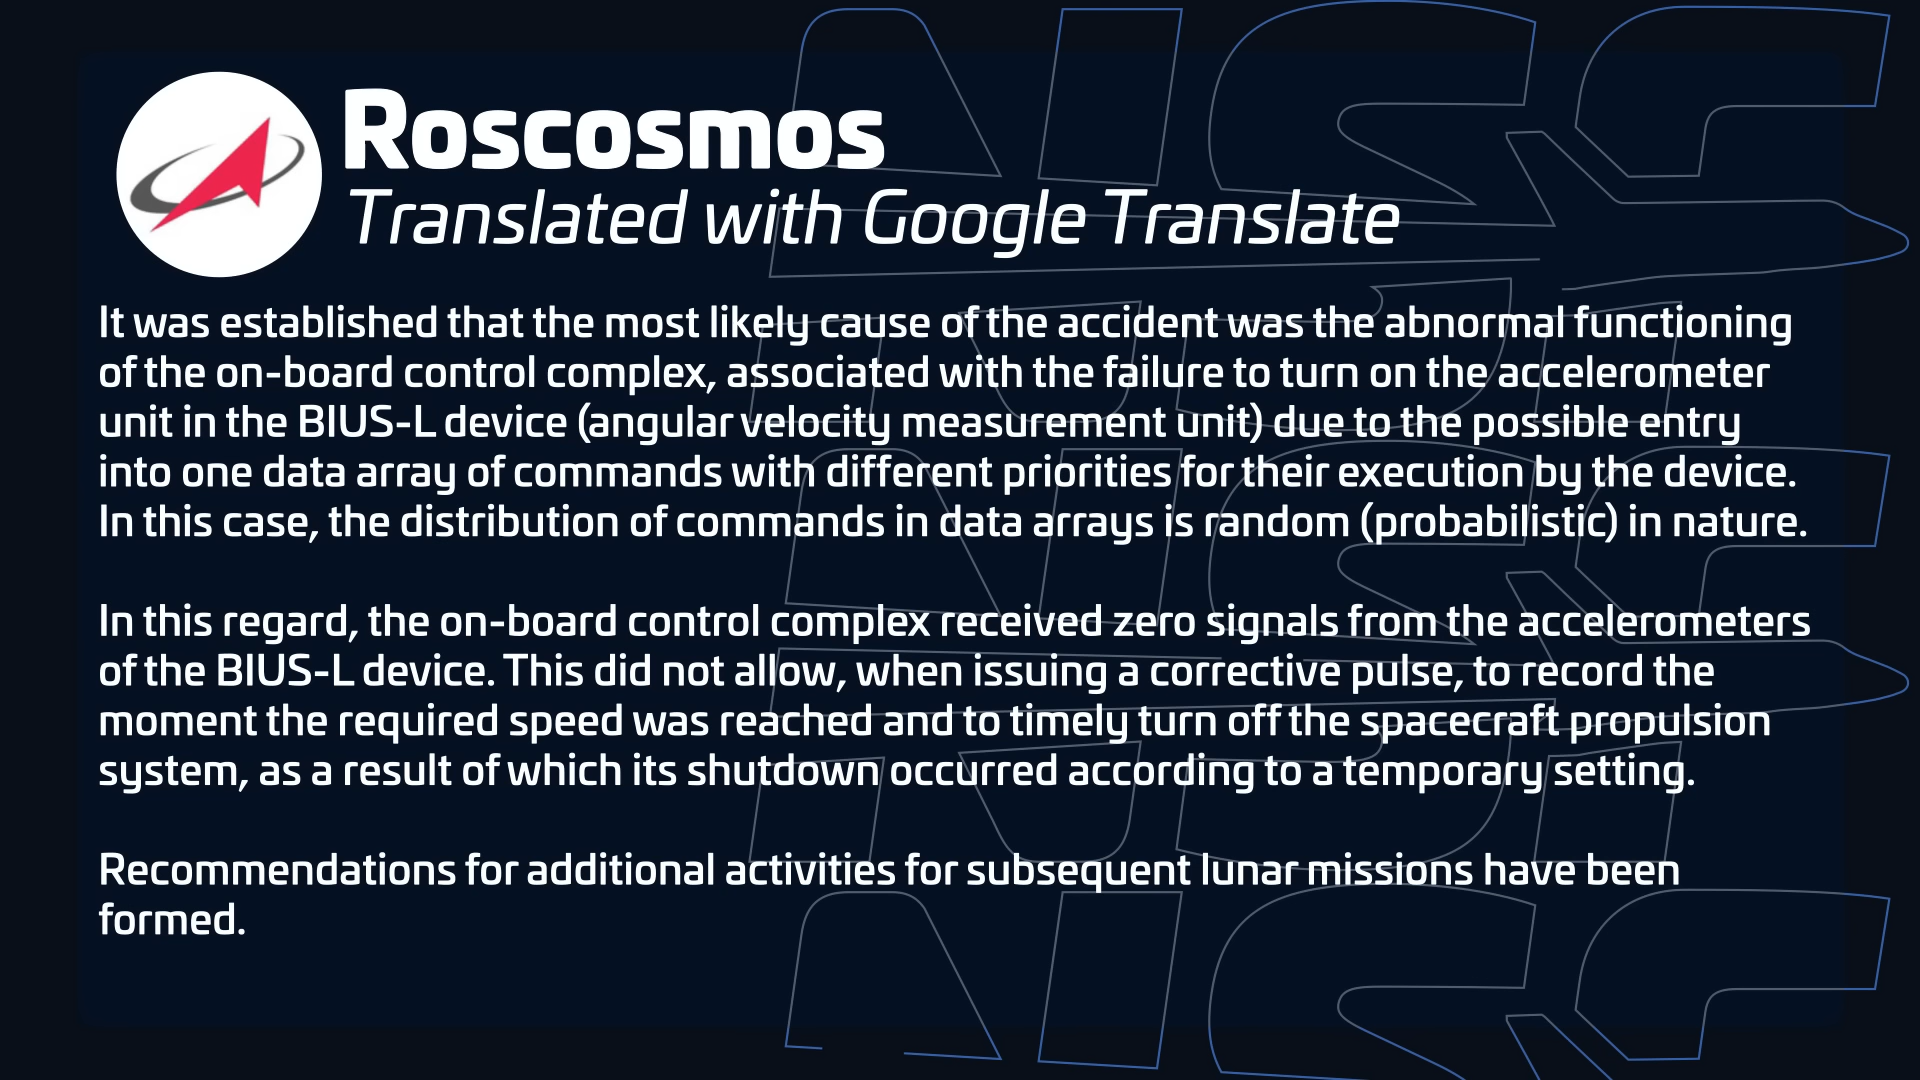 Roscosmos
Translated with Google Translate
It was established that the most likely cause of the accident was the abnormal functioning
of the on-board control complex, associated with the failure to turn on the accelerometer
unit in the BIUS-L device (angular velocity measurement unit) due to the possible entry
into one data array of commands with different priorities for their execution by the device.
In this case, the distribution of commands in data arrays is random (probabilistic) in nature.
In this regard, the on-board control complex received zero signals from the accelerometers
of the BIUS-L device. This did not allow, when issuing a corrective pulse, to record the
moment the required speed was reached and to timely turn off the spacecraft propulsion
system, as a result of which its shutdown occurred according to a temporary setting.
Recommendations for additional activities for subsequent lunar missions have been
formed.